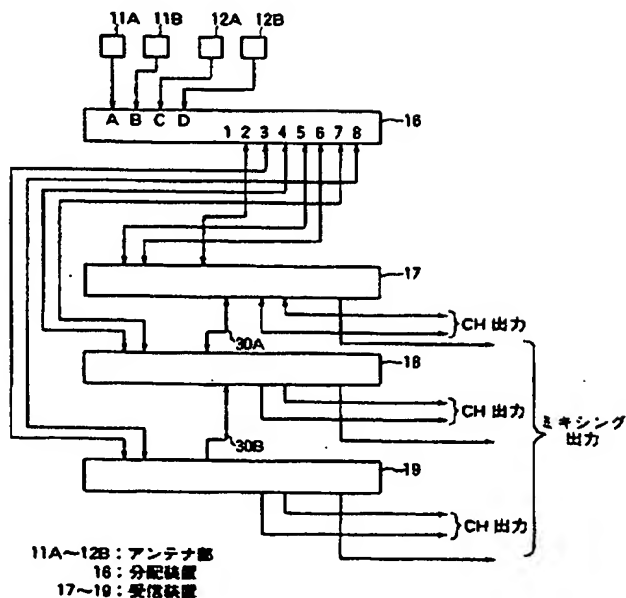 11A 11B 12A 12B
A B C D
1 2 3 4 5 6 7 8
16
17
CH 出力
30A
18
CH 出力
ミキシング
出力
30B
19
CH 出力
11A～12B：アンテナ部
16：分配装置
17～19：受信装置